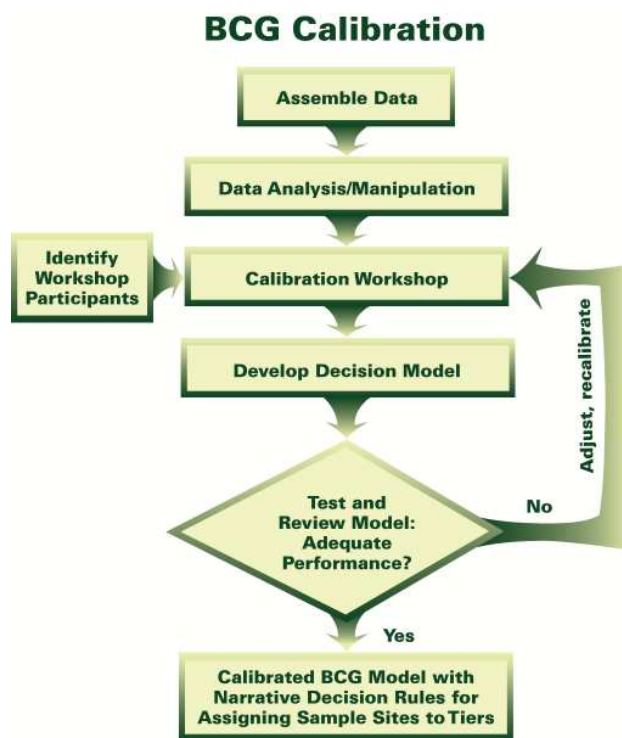 BCG Calibration
Assemble Data
Data Analysis/Manipulation
Identify
Workshop
Participants
Calibration Workshop
Develop Decision Model
Adjust, recalibrate
Test and
Review Model:
Adequate
Performance?
No
Yes
Calibrated BCG Model with
Narrative Decision Rules for
Assigning Sample Sites to Tiers